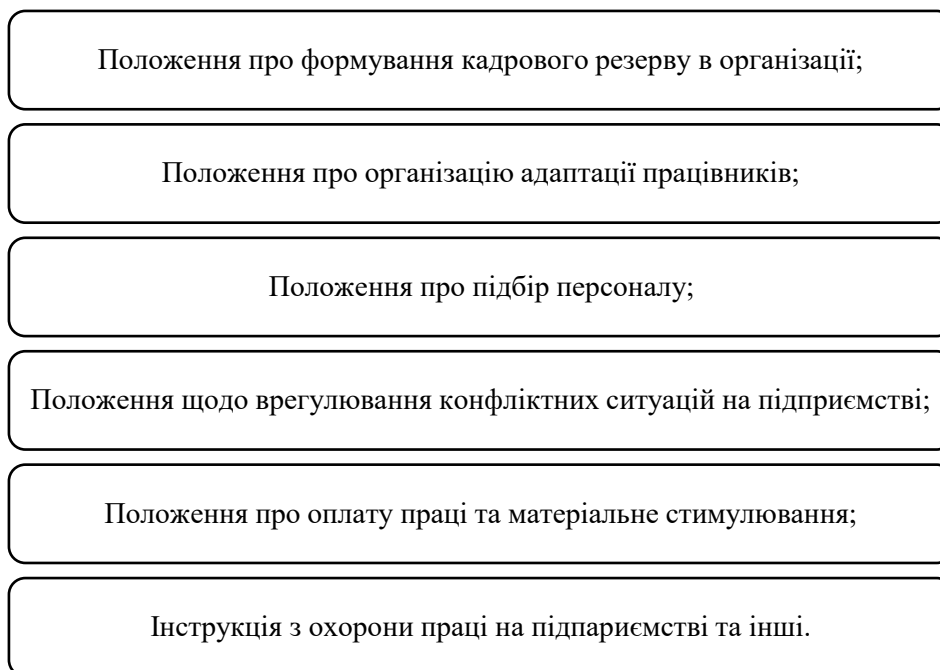 Положення про формування кадрового резерву в організації;
Положення про організацію адаптації працівників;
Положення про підбір персоналу;
Положення щодо врегулювання конфліктних ситуацій на підприємстві;
Положення про оплату праці та матеріальне стимулювання;
Інструкція з охорони праці на підпариємстві та інші.